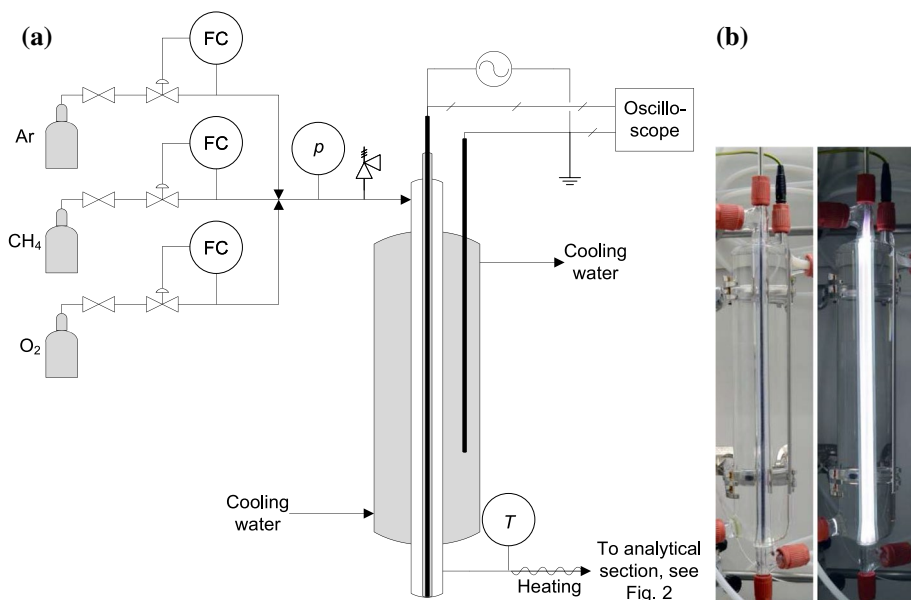 (a)
(b)
FC
Ar
FC
p
CH₄
FC
O₂
Oscillo-
scope
Cooling
water
Cooling
water
T
Heating
To analytical
section, see
Fig. 2